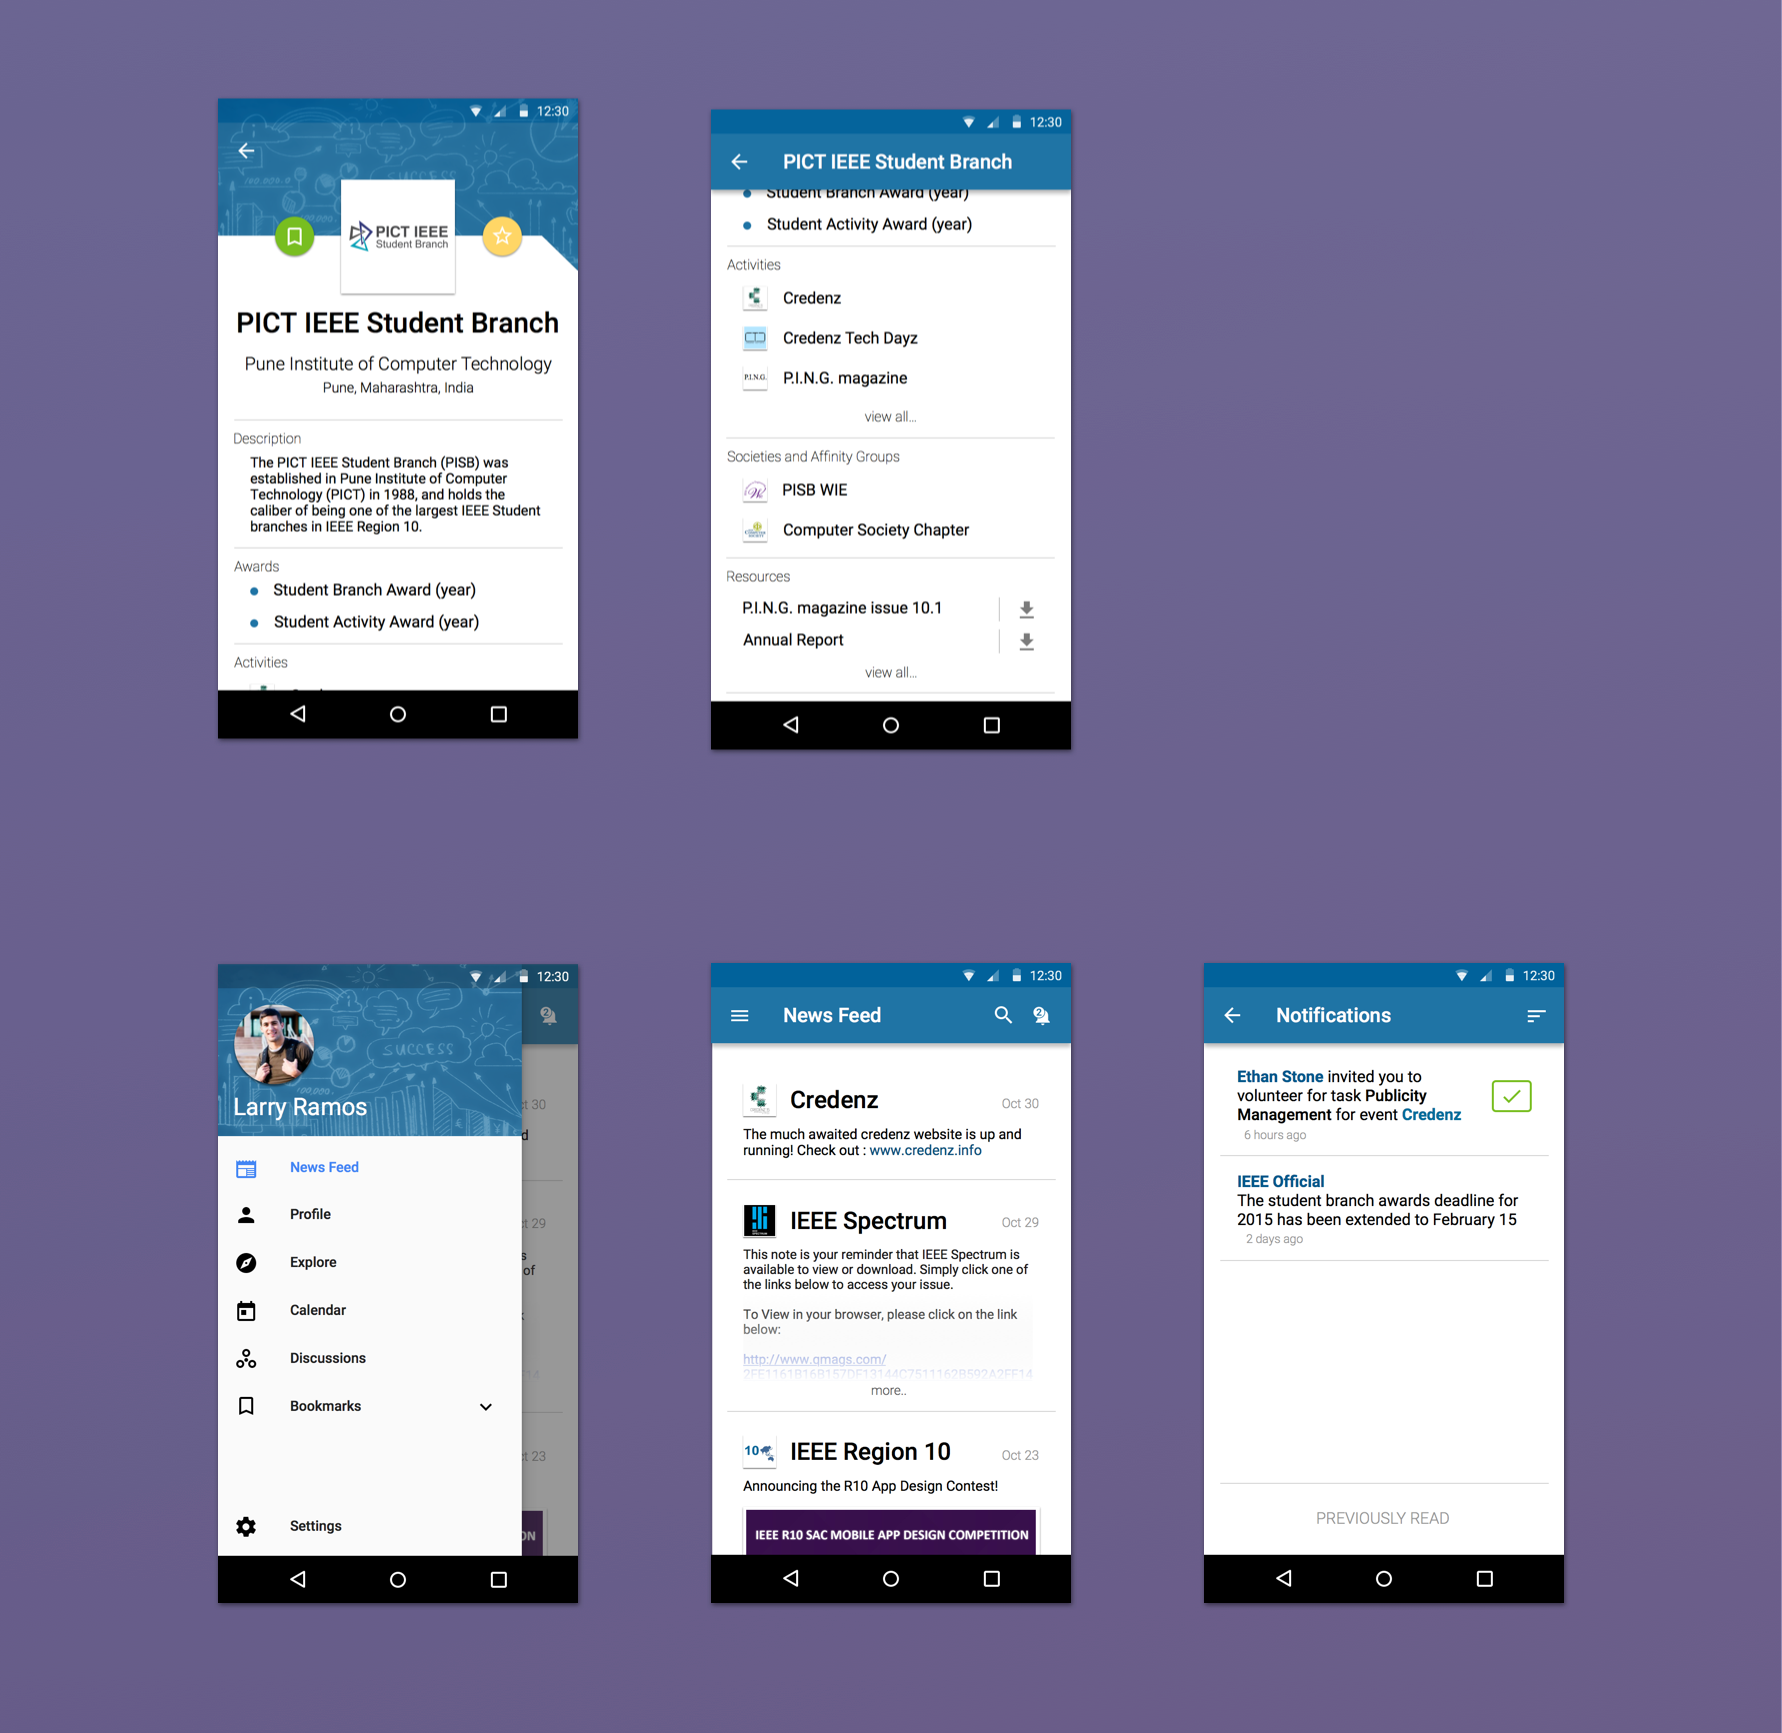 12:30
SUCCESS
PICT IEEE
Student Branch
PICT IEEE Student Branch
Pune Institute of Computer Technology
Pune, Maharashtra, India
Description
The PICT IEEE Student Branch (PISB) was
established in Pune Institute of Computer
Technology (PICT) in 1988, and holds the
caliber of being one of the largest IEEE Student
branches in IEEE Region 10.
Awards
Student Branch Award (year)
Student Activity Award (year)
Activities
12:30
PICT IEEE Student Branch
Student Branch Award (year)
Student Activity Award (year)
Activities
Credenz
Credenz Tech Dayz
P.I.N.G.
P.I.N.G. magazine
view all...
Societies and Affinity Groups
PISB WIE
Computer Society Chapter
Resources
P.I.N.G. magazine issue 10.1
Annual Report
view all...
12:30
2
SUCCESS
100,000
Larry Ramos
News Feed
Profile
Explore
Calendar
Discussions
Bookmarks
Settings
t 30
d
t 29
s
of
t 23
ON
12:30
News Feed
2
Credenz
Oct 30
The much awaited credenz website is up and
running! Check out : www.credenz.info
IEEE Spectrum
Oct 29
This note is your reminder that IEEE Spectrum is
available to view or download. Simply click one of
the links below to access your issue.
To View in your browser, please click on the link
below:
http://www.qmags.com/
more..
10
IEEE Region 10
Oct 23
Announcing the R10 App Design Contest!
IEEE R10 SAC MOBILE APP DESIGN COMPETITION
12:30
Notifications
Ethan Stone invited you to
volunteer for task Publicity
Management for event Credenz
6 hours ago
IEEE Official
The student branch awards deadline for
2015 has been extended to February 15
2 days ago
PREVIOUSLY READ